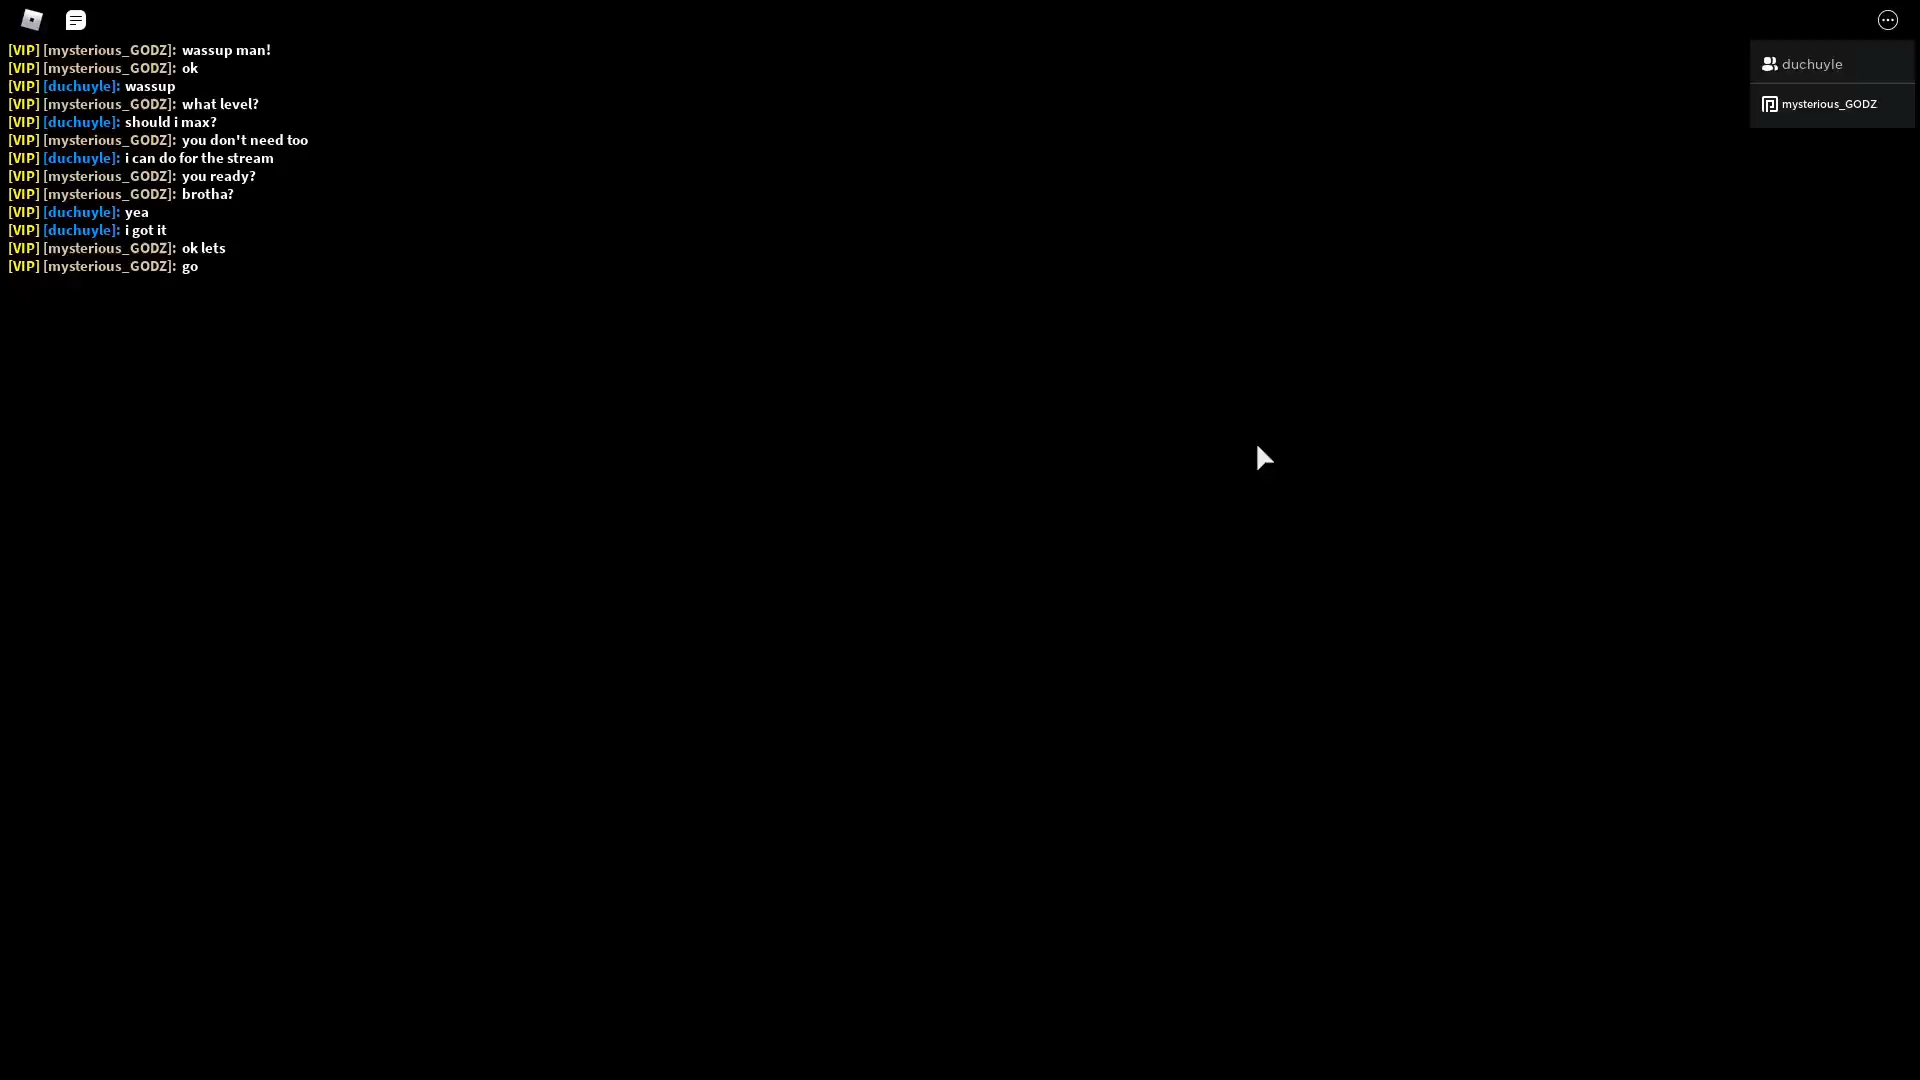 [VIP] [mysterious_GODZ]: wassup man!
[VIP] [mysterious_GODZ]: ok
[VIP] [duchuyle]: wassup
[VIP] [mysterious_GODZ]: what level?
[VIP] [duchuyle]: should i max?
[VIP] [mysterious_GODZ]: you don't need too
[VIP] [duchuyle]: i can do for the stream
[VIP] [mysterious_GODZ]: you ready?
[VIP] [mysterious_GODZ]: brotha?
[VIP] [duchuyle]: yea
[VIP] [duchuyle]: i got it
[VIP] [mysterious_GODZ]: ok lets
[VIP] [mysterious_GODZ]: go
duchuyle
mysterious_GODZ